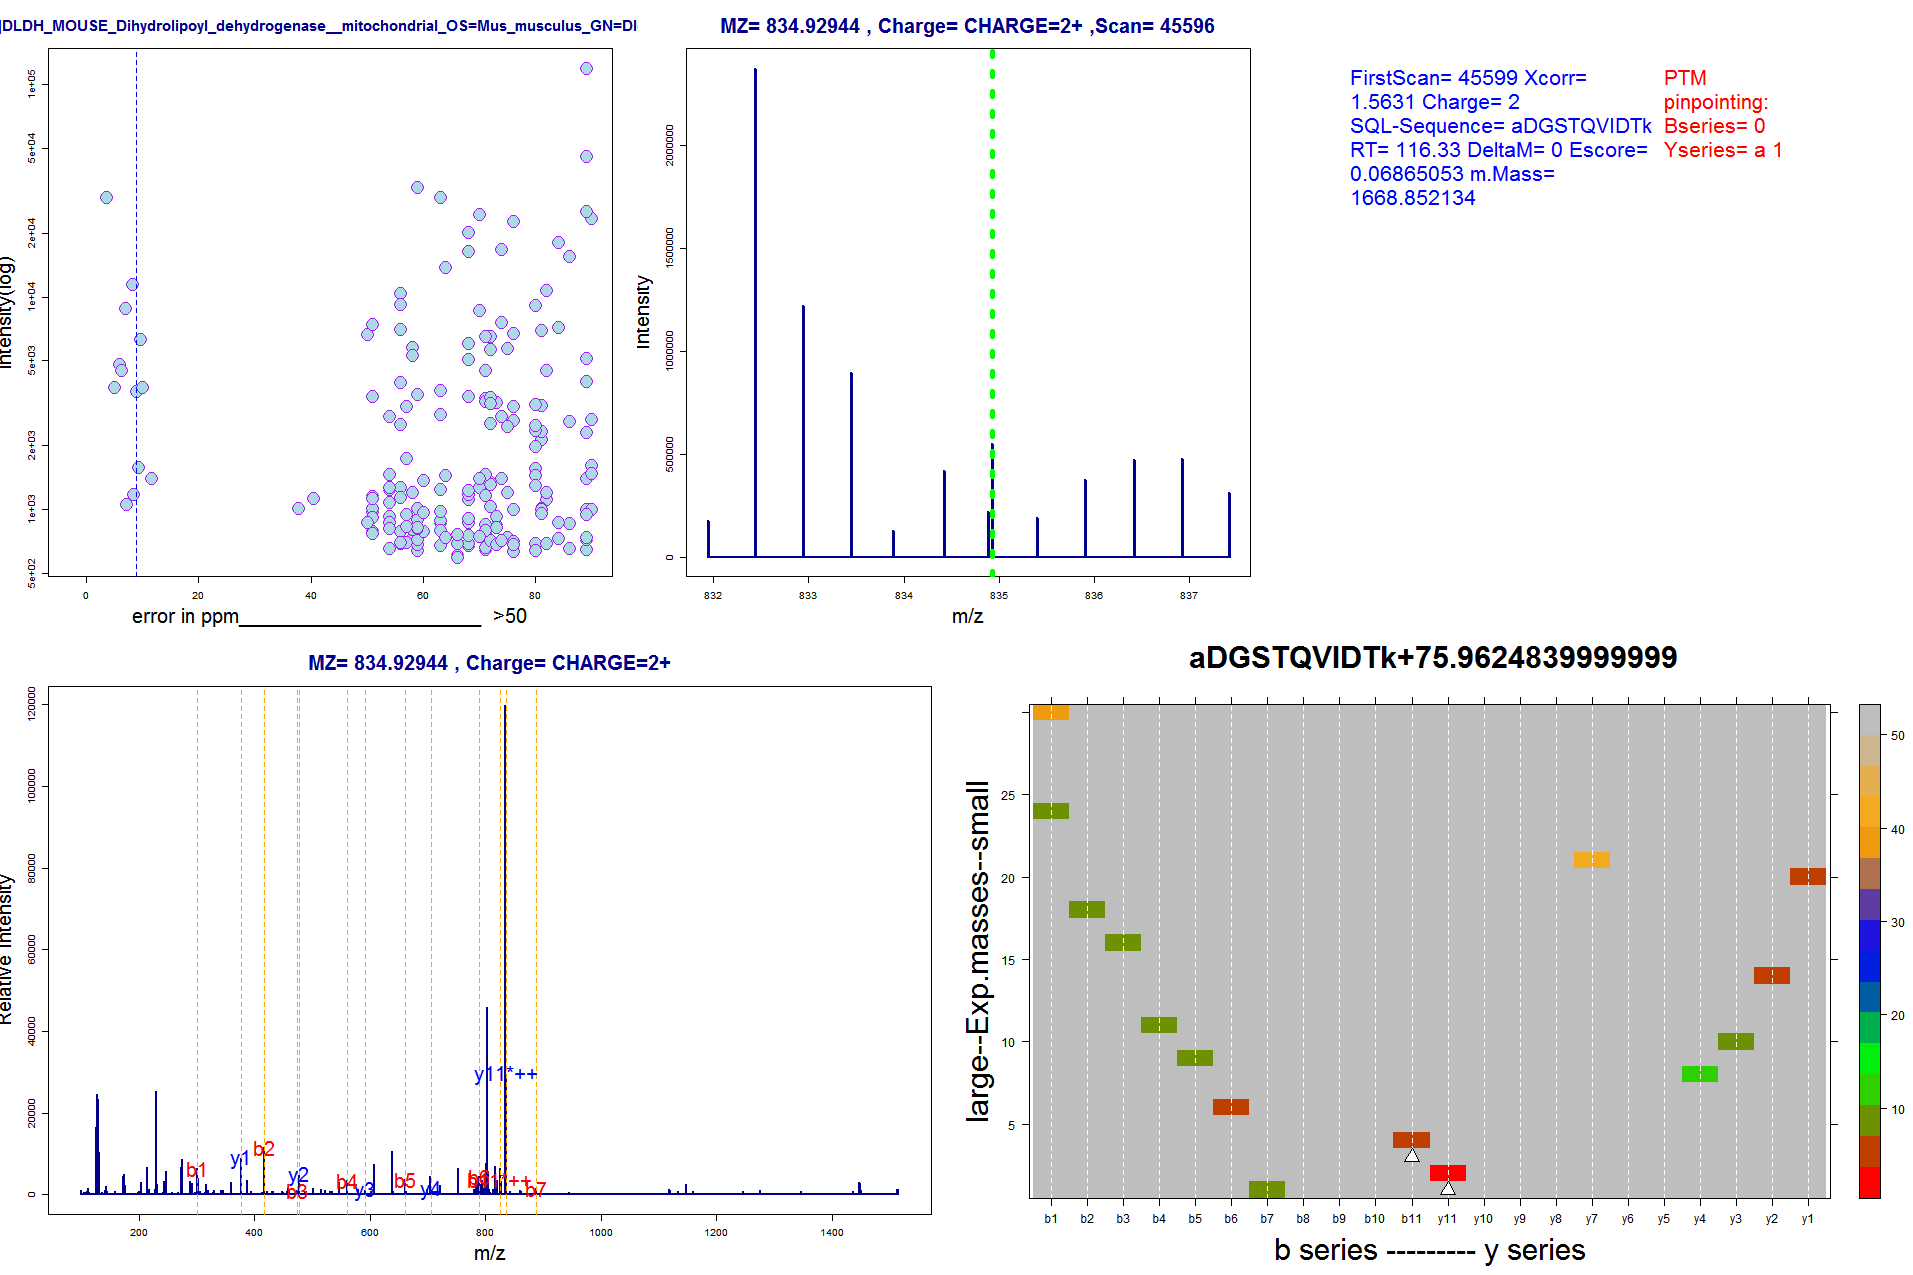 |DLDH_MOUSE_Dihydrolipoyl_dehydrogenase__mitochondrial_OS=Mus_musculus_GN=Dl
Intensity(log)
5e+02 1e+03 2e+03 5e+03 1e+04 2e+04 5e+04 1e+05
0 20 40 60 80
error in ppm______________________ >50
MZ= 834.92944 , Charge= CHARGE=2+ ,Scan= 45596
Intensity
0 500000 1000000 1500000 2000000
832 833 834 835 836 837
m/z
FirstScan= 45599 Xcorr=
1.5631 Charge= 2
SQL-Sequence= aDGSTQVIDTk
RT= 116.33 DeltaM= 0 Escore=
0.06865053 m.Mass=
1668.852134
PTM
pinpointing:
Bseries= 0
Yseries= a 1
MZ= 834.92944 , Charge= CHARGE=2+
Relative Intensity
0 20000 40000 60000 80000 100000 120000
y11*++
b1 y1 b2 y2 b3 b4 y3 b5 y4 b6 b7
200 400 600 800 1000 1200 1400
m/z
aDGSTQVIDTk+75.9624839999999
large--Exp.masses--small
5 10 15 20 25
b1 b2 b3 b4 b5 b6 b7 b8 b9 b10 b11 y11 y10 y9 y8 y7 y6 y5 y4 y3 y2 y1
b series --------- y series
50
40
30
20
10